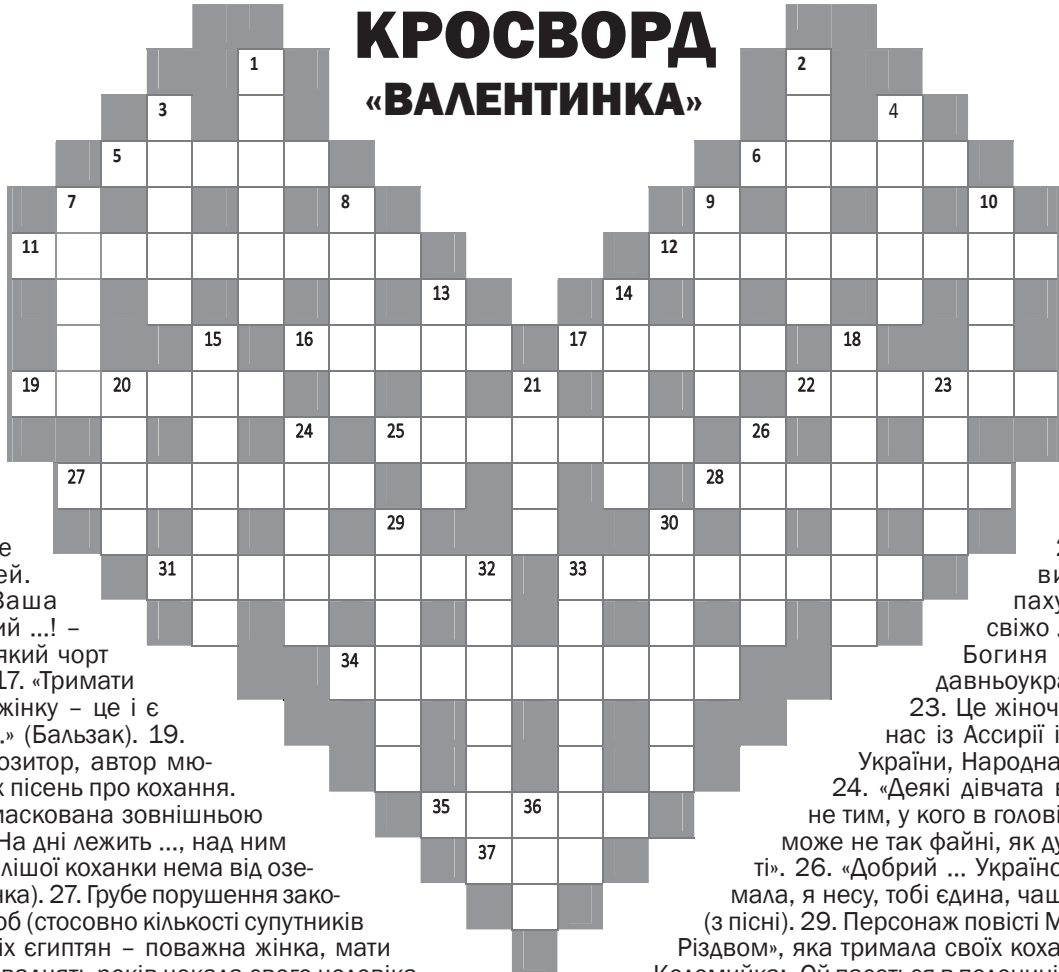 КРОСВОРД
1 2
«ВАЛЕНТИНКА»
3 4
5 6
7 8 9 10
11 12
13 14
15 16 17 18
19 20 21 22 23
24 25 26
27 28
29 30
31 32 33
34
35 36
37
е
ей.
Ваша
ий ...! –
який чорт
17. «Тримати
жінку – це і є
.» (Бальзак). 19.
озитор, автор мю-
х пісень про кохання.
маскована зовнішньою
На дні лежить ..., над ним
лішої коханки нема від озе-
нка). 27. Грубе порушення зако-
об (стосовно кількості супутників
іх єгиптян – поважна жінка, мати
2
ви
паху
свіжо .
Богиня
давньоукра
23. Це жіноч
нас із Ассирії і
України, Народна
24. «Деякі дівчата в
не тим, у кого в голові
може не так файні, як ду
ті». 26. «Добрий ... Україно
мала, я несу, тобі єдина, чаш
(з пісні). 29. Персонаж повісті М
Різдвом», яка тримала своїх коха